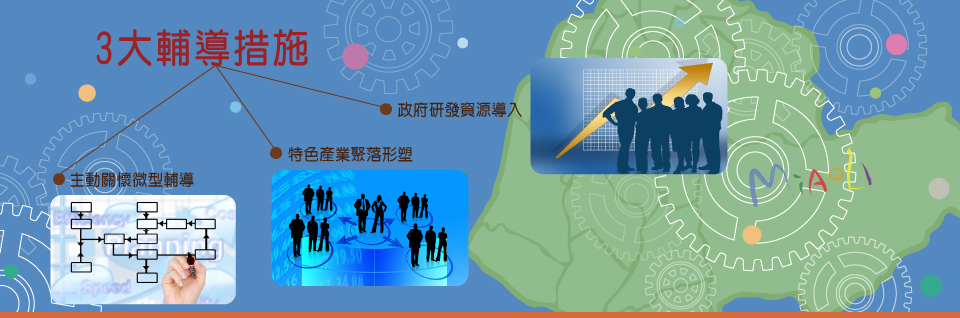 3大輔導措施
政府研發資源導入
特色產業聚落形塑
主動關懷微型輔導
Efficiency
Training
Speed